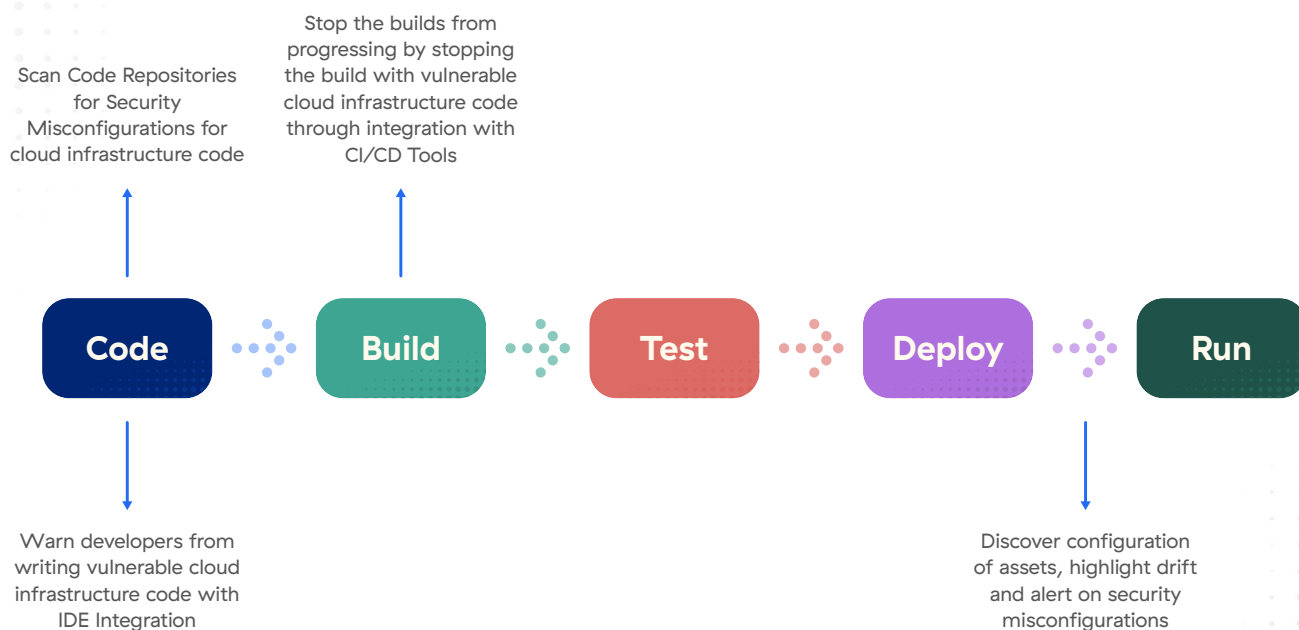 Stop the builds from
progressing by stopping
the build with vulnerable
cloud infrastructure code
through integration with
CI/CD Tools
Scan Code Repositories
for Security
Misconfigurations for
cloud infrastructure code
Code
Build
Test
Deploy
Run
Warn developers from
writing vulnerable cloud
infrastructure code with
IDE Integration
Discover configuration
of assets, highlight drift
and alert on security
misconfigurations